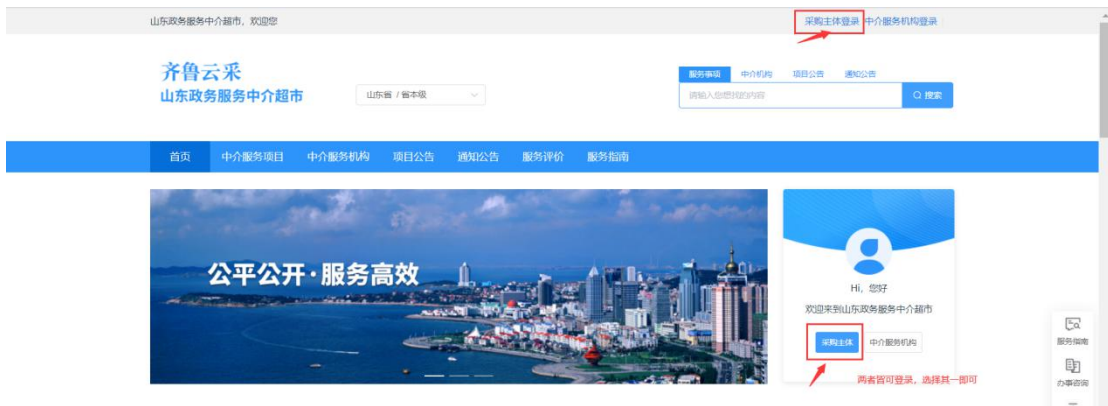 山东政务服务中介超市，欢迎您
采购主体登录 中介服务机构登录
齐鲁云采
山东政务服务中介超市
山东省 / 省本级
服务事项 中介机构 项目公告 通知公告
请输入您想找的内容
搜索
首页 中介服务项目 中介服务机构 项目公告 通知公告 服务评价 服务指南
公平公开·服务高效
Hi，您好
欢迎来到山东政务服务中介超市
采购主体 中介服务机构
两者皆可登录，选择其一即可
服务指南
办事咨询